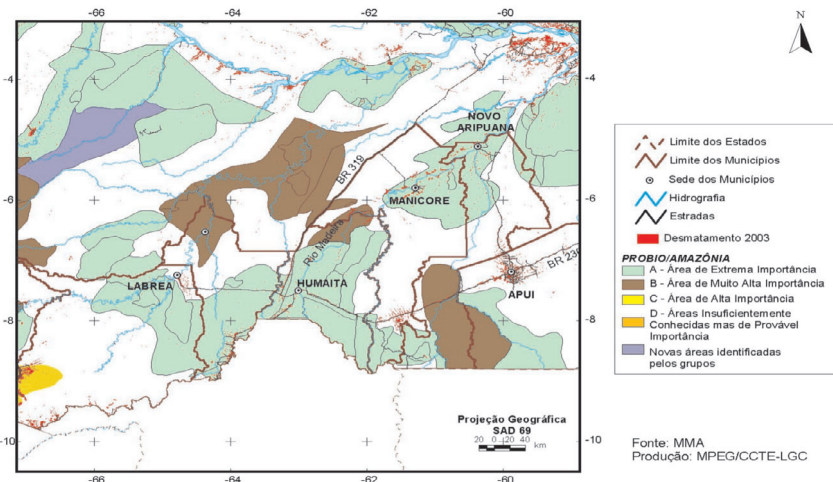 -66 -64 -62 -60
N
-4 -4
NOVO
ARIPUANA
BR 319
MANICORE
-6 -6
Rio Madeira
BR 230
LABREA
HUMAITA
APUI
-8 -8
Projeção Geográfica
SAD 69
20 0 20 40 km
-10 -10
-66 -64 -62 -60
Limite dos Estados
Limite dos Municípios
Sede dos Municípios
Hidrografia
Estradas
Desmatamento 2003
PROBIO/AMAZÔNIA
A - Área de Extrema Importância
B - Área de Muito Alta Importância
C - Área de Alta Importância
D - Áreas Insuficientemente
Conhecidas mas de Provável
Importância
Novas áreas identificadas
pelos grupos
Fonte: MMA
Produção: MPEG/CCTE-LGC